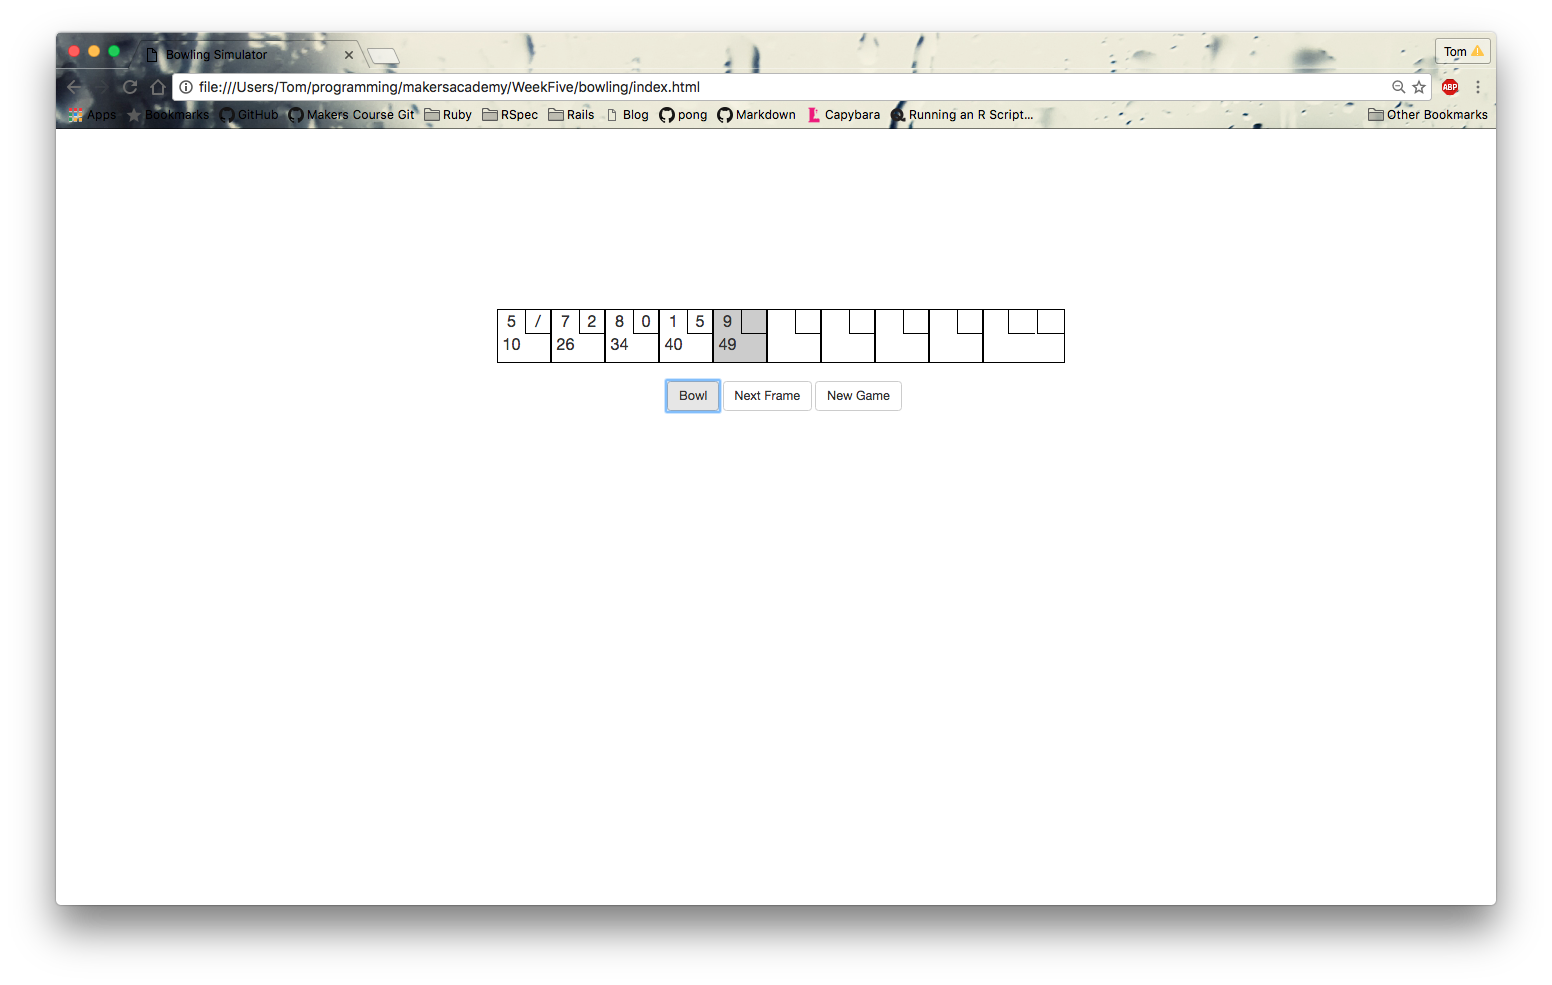 Bowling Simulator
Tom
file:///Users/Tom/programming/makersacademy/WeekFive/bowling/index.html
ABP
Apps Bookmarks GitHub Makers Course Git Ruby RSpec Rails Blog pong Markdown Capybara Running an R Script... Other Bookmarks
5 / 7 2 8 0 1 5 9
10 26 34 40 49
Bowl Next Frame New Game